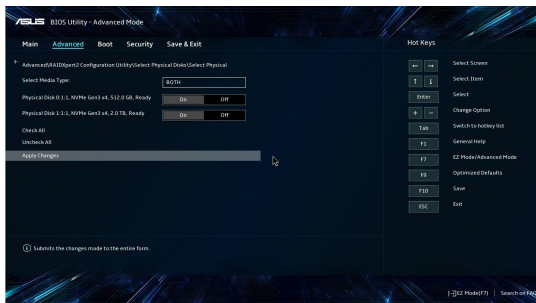 ASUS BIOS Utility - Advanced Mode
Main Advanced Boot Security Save & Exit
Hot Keys
← Advanced\RAIDXpert2 Configuration Utility\Select Physical Disks\Select Physical
Select Media Type: BOTH
Physical Disk 0:1:1, NVMe Gen3 x4, 512.0 GB, Ready On Off
Physical Disk 1:1:1, NVMe Gen3 x4, 2.0 TB, Ready On Off
Check All
Uncheck All
Apply Changes
← → Select Screen
↑ ↓ Select Item
Enter Select
+ − Change Option
Tab Switch to hotkey list
F1 General Help
F7 EZ Mode/Advanced Mode
F9 Optimized Defaults
F10 Save
ESC Exit
i Submits the changes made to the entire form.
EZ Mode(F7) | Search on FAQ